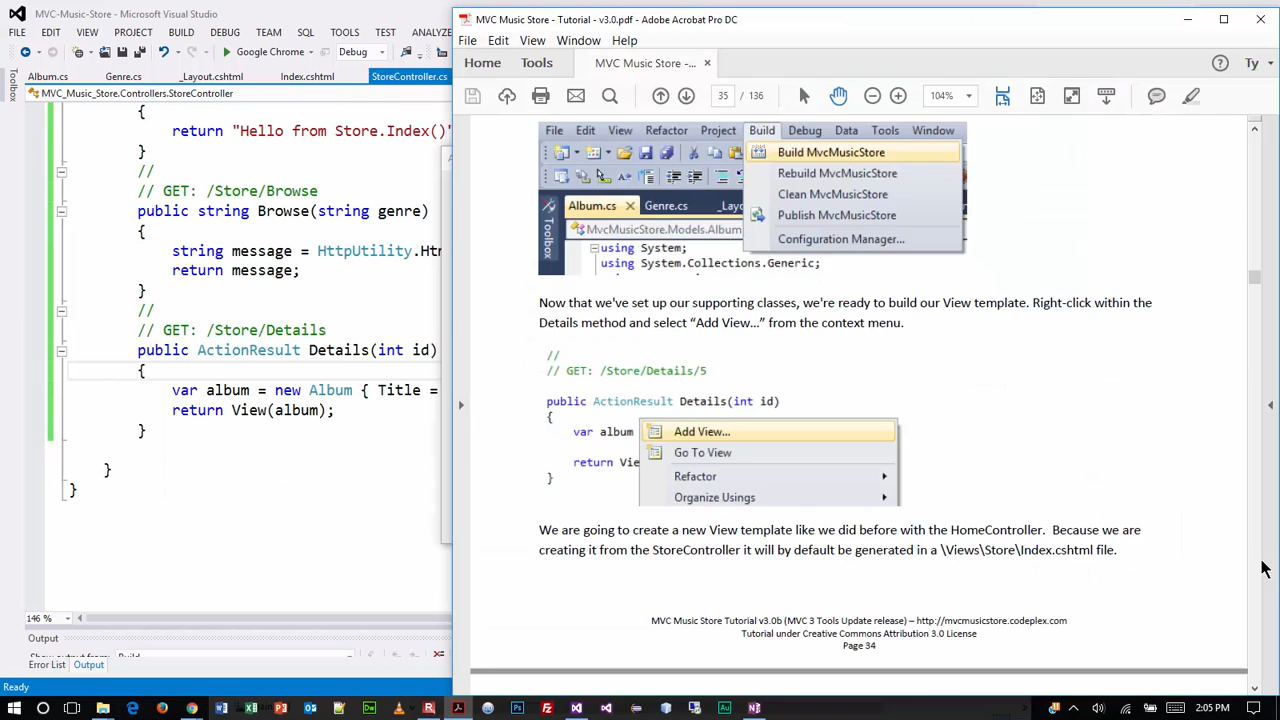 MVC-Music-Store - Microsoft Visual Studio
FILE EDIT VIEW PROJECT BUILD DEBUG TEAM SQL TOOLS TEST ANALYZE
Google Chrome Debug
Album.cs Genre.cs _Layout.cshtml Index.cshtml StoreController.cs
MVC_Music_Store.Controllers.StoreController
Toolbox
{
return "Hello from Store.Index()"
}
//
// GET: /Store/Browse
public string Browse(string genre)
{
string message = HttpUtility.Htm
return message;
}
//
// GET: /Store/Details
public ActionResult Details(int id)
{
var album = new Album { Title =
return View(album);
}
}
}
146 %
Output
Error List Output
Ready
MVC Music Store - Tutorial - v3.0.pdf - Adobe Acrobat Pro DC
File Edit View Window Help
Home Tools MVC Music Store -... Ty
35 / 136 104%
File Edit View Refactor Project Build Debug Data Tools Window
Build MvcMusicStore
Rebuild MvcMusicStore
Clean MvcMusicStore
Publish MvcMusicStore
Configuration Manager...
Album.cs Genre.cs _Layo
Toolbox
MvcMusicStore.Models.Album
using System;
using System.Collections.Generic;
Now that we've set up our supporting classes, we're ready to build our View template. Right-click within the
Details method and select “Add View...” from the context menu.
//
// GET: /Store/Details/5
public ActionResult Details(int id)
{
var album
return Vie
}
Add View...
Go To View
Refactor
Organize Usings
We are going to create a new View template like we did before with the HomeController. Because we are
creating it from the StoreController it will by default be generated in a \Views\Store\Index.cshtml file.
MVC Music Store Tutorial v3.0b (MVC 3 Tools Update release) – http://mvcmusicstore.codeplex.com
Tutorial under Creative Commons Attribution 3.0 License
Page 34
2:05 PM